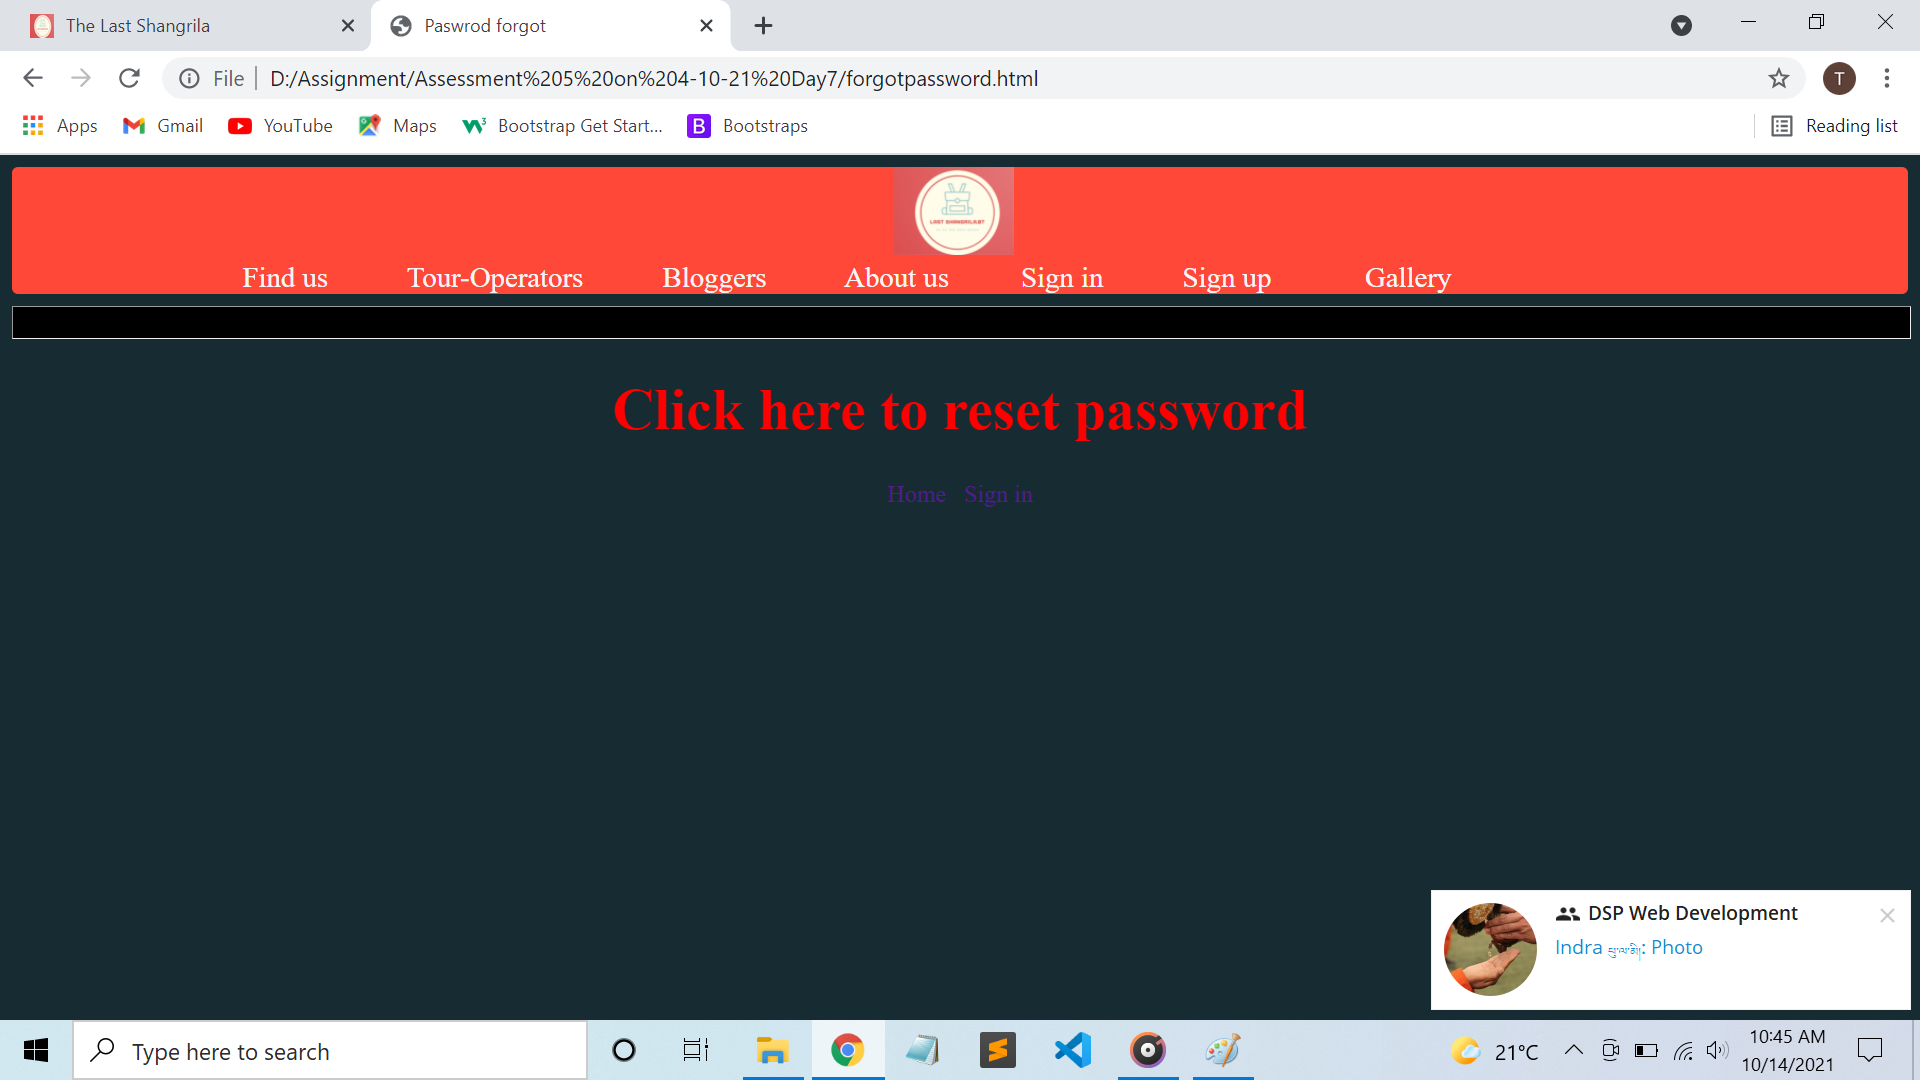 The Last Shangrila
Paswrod forgot
File
D:/Assignment/Assessment%205%20on%204-10-21%20Day7/forgotpassword.html
T
Apps
Gmail
YouTube
Maps
Bootstrap Get Start...
Bootstraps
Reading list
LAST SHANGRILA.BT
Find us Tour-Operators Bloggers About us Sign in Sign up Gallery
Click here to reset password
Home Sign in
DSP Web Development
Indra : Photo
Type here to search
21°C
10:45 AM
10/14/2021